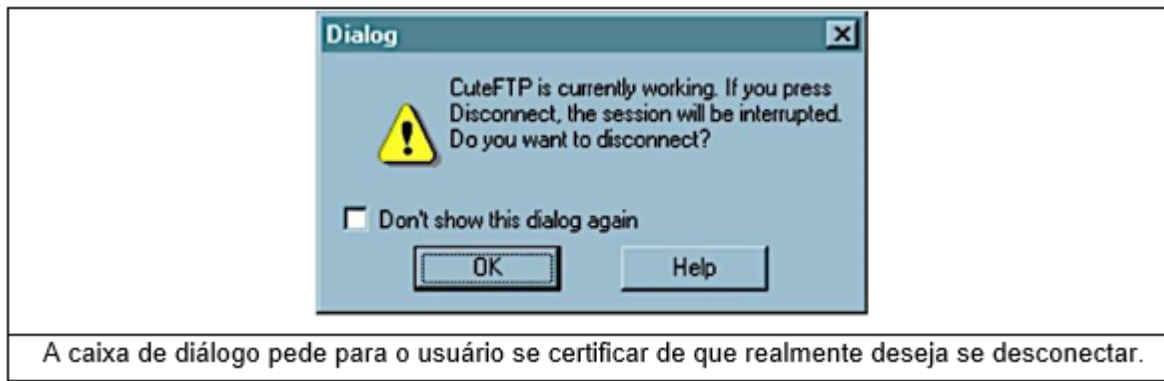 Dialog
CuteFTP is currently working. If you press
Disconnect, the session will be interrupted.
Do you want to disconnect?
Don't show this dialog again
OK
Help
A caixa de diálogo pede para o usuário se certificar de que realmente deseja se desconectar.